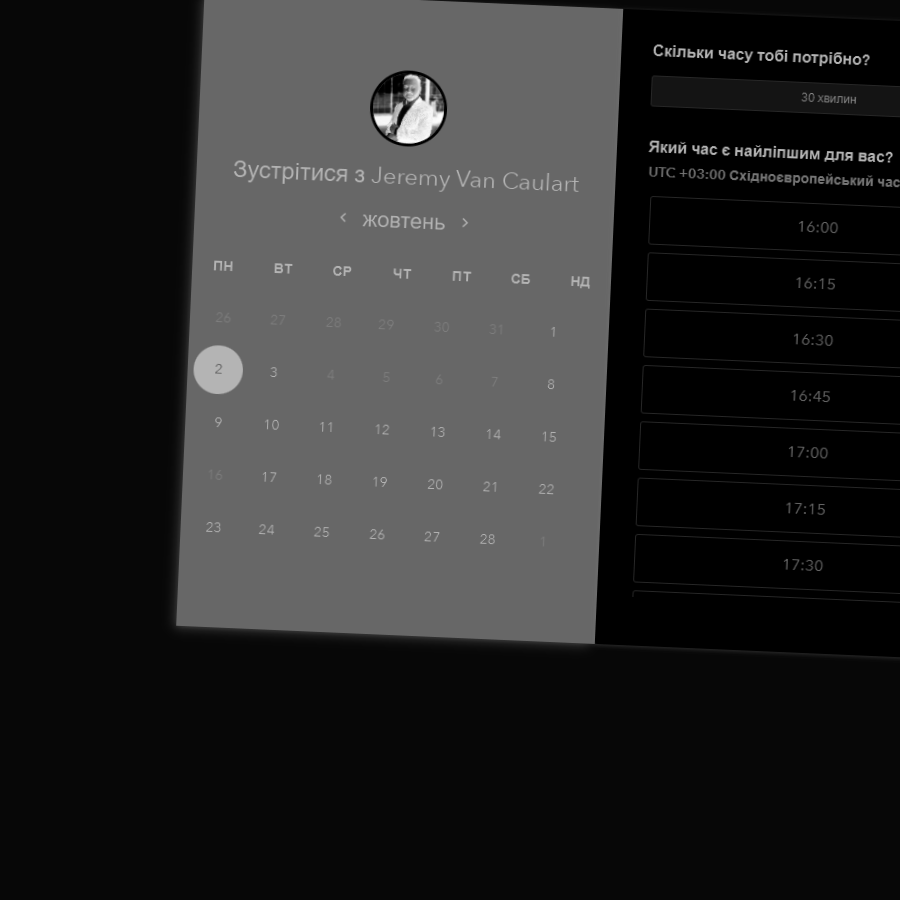 Зустрітися з Jeremy Van Caulart
жовтень
ПН ВТ СР ЧТ ПТ СБ НД
26 27 28 29 30 31 1
2 3 4 5 6 7 8
9 10 11 12 13 14 15
16 17 18 19 20 21 22
23 24 25 26 27 28 1
Скільки часу тобі потрібно?
30 хвилин
Який час є найліпшим для вас?
UTC +03:00 Східноєвропейський час
16:00
16:15
16:30
16:45
17:00
17:15
17:30